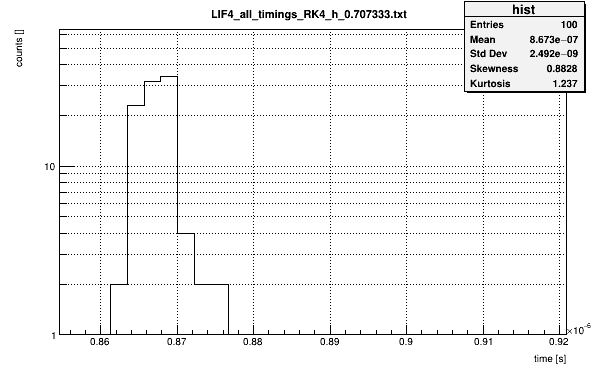 LIF4_all_timings_RK4_h_0.707333.txt
hist
Entries 100
Mean 8.673e−07
Std Dev 2.492e−09
Skewness 0.8828
Kurtosis 1.237
counts []
10
1
0.86 0.87 0.88 0.89 0.9 0.91 0.92
×10−6
time [s]